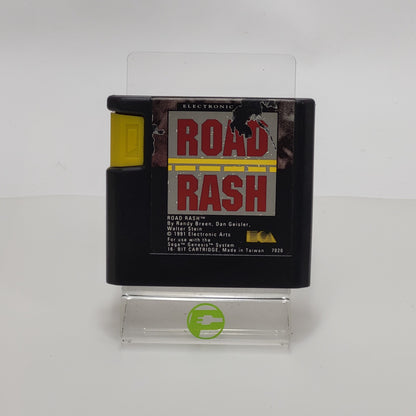 ELECTRONIC
ROAD
RASH
ROAD RASH™
By Randy Breen, Dan Geisler,
Walter Stein
© 1991 Electronic Arts
For use with the
Sega™ Genesis™ System
16- BIT CARTRIDGE, Made in Taiwan 7028